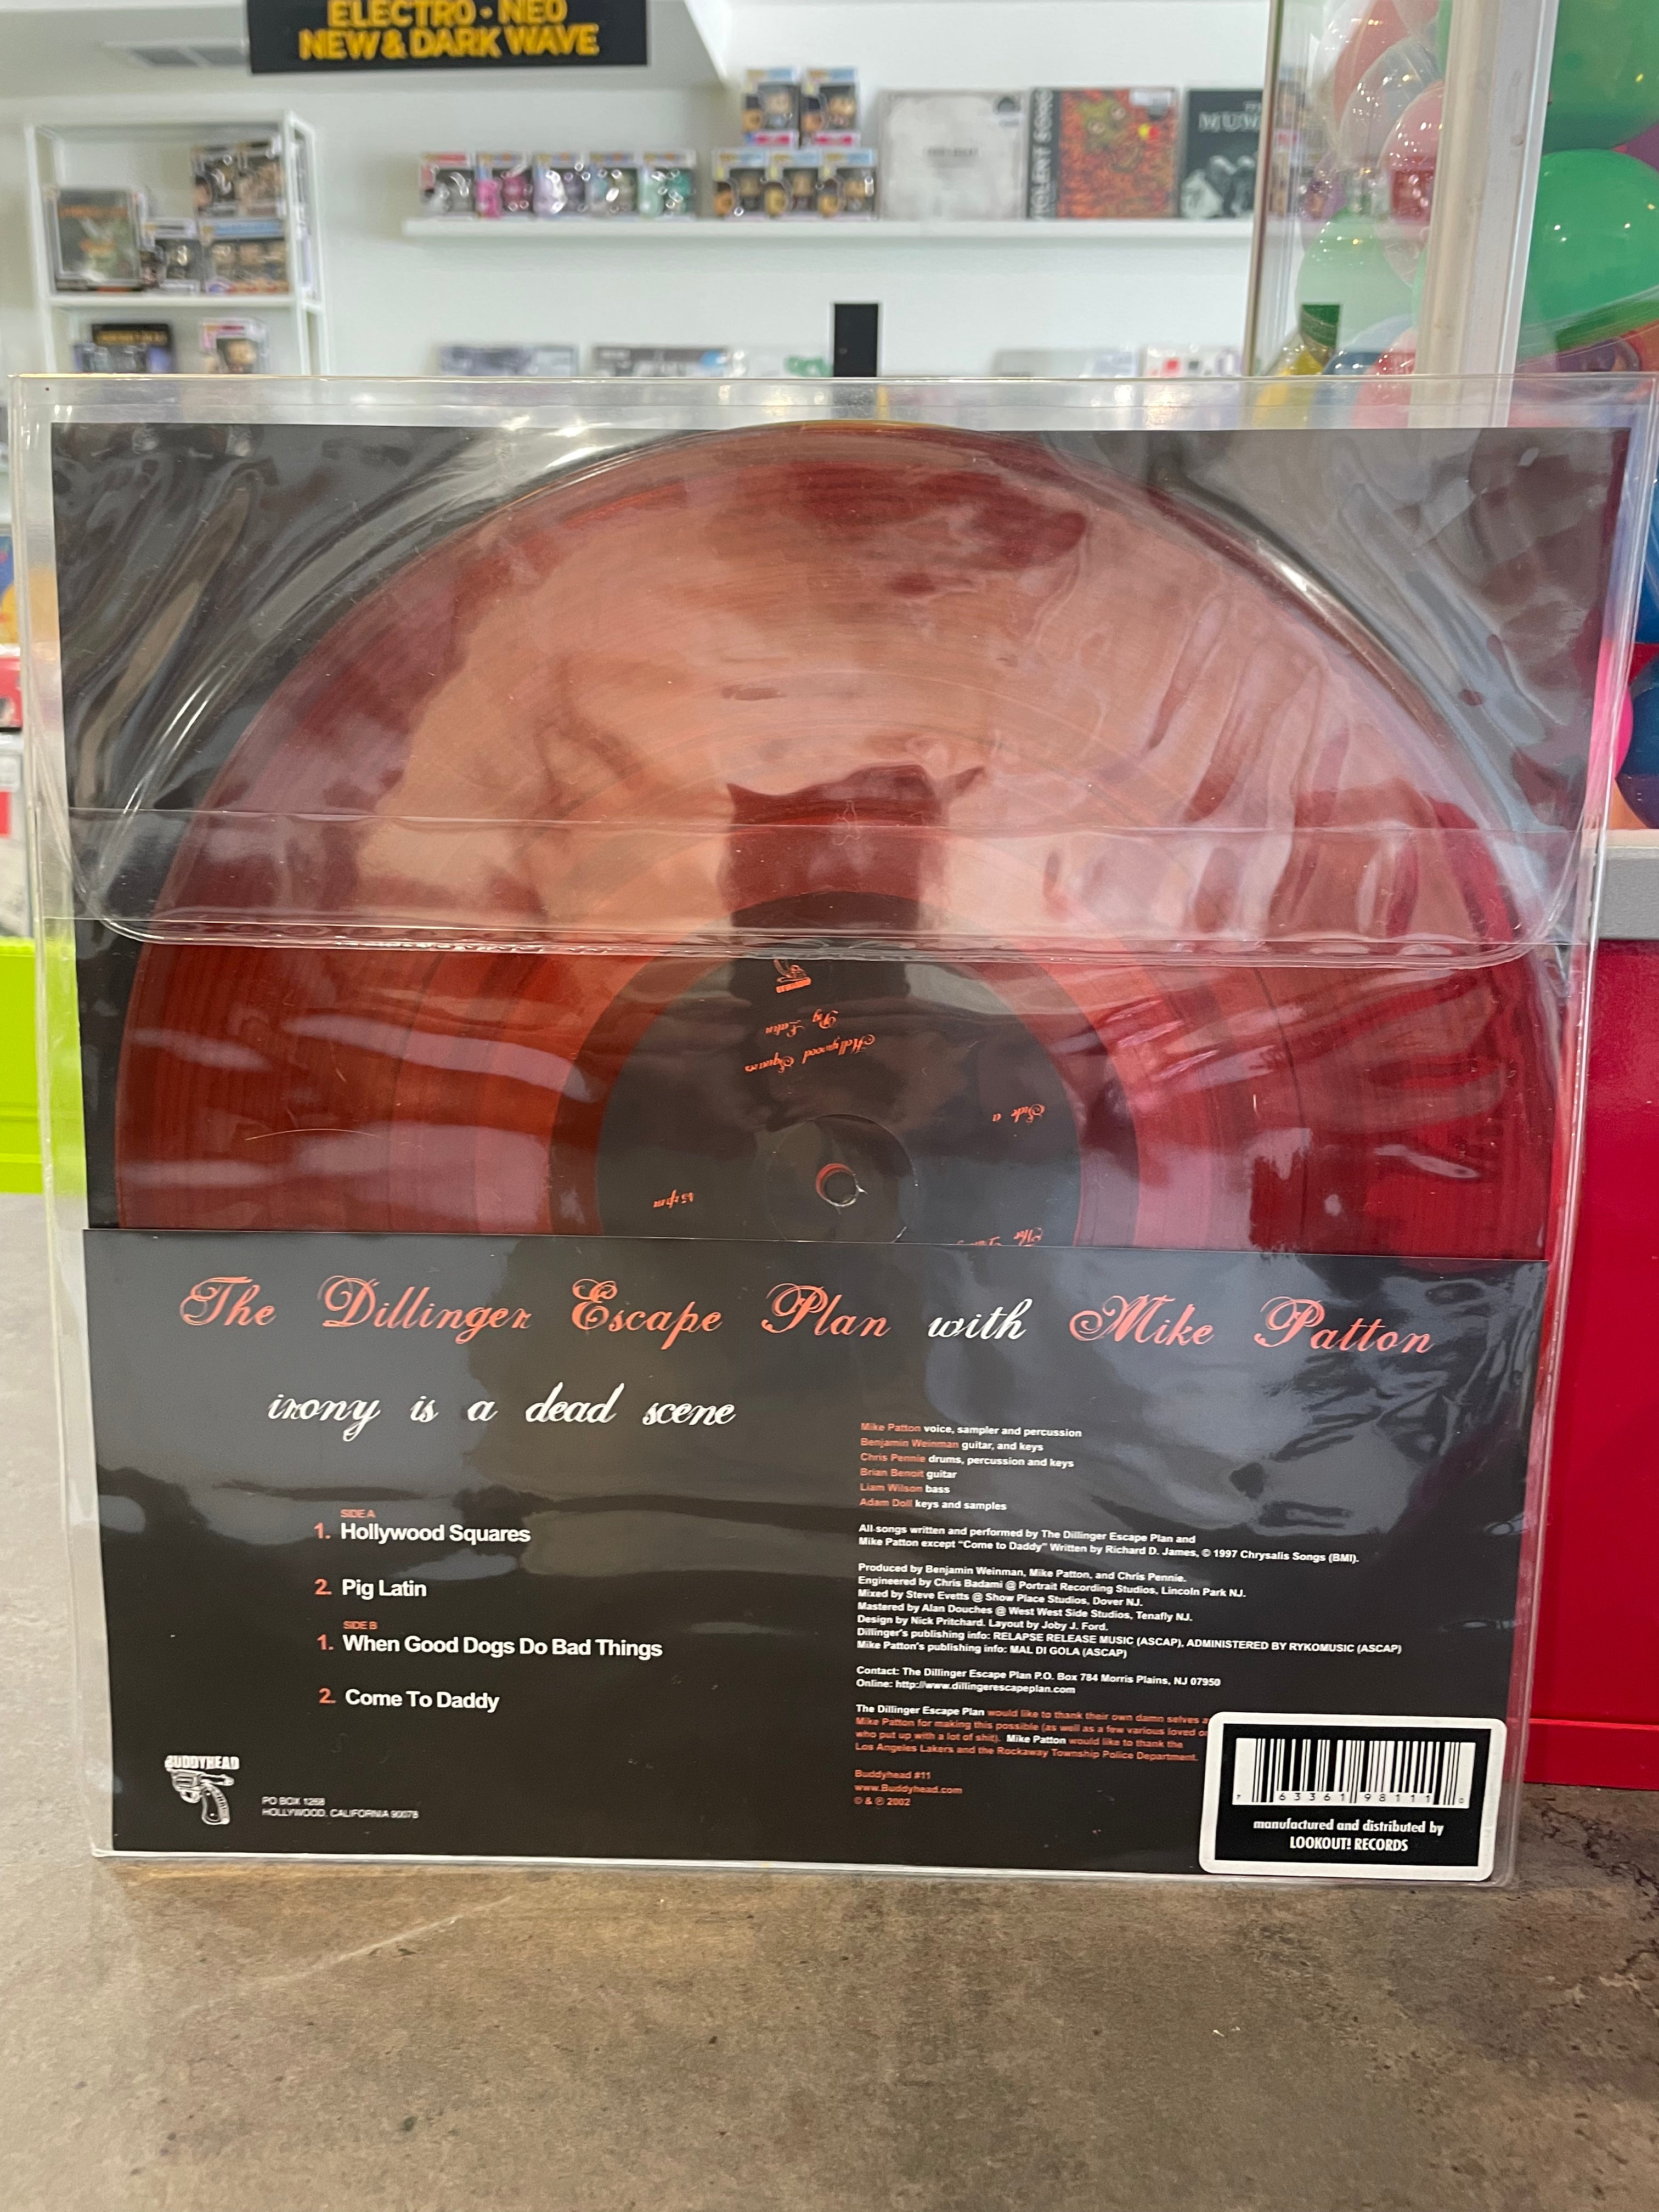 ELECTRO · NEO
NEW & DARK WAVE
Pig Latin
Hollywood Squares
Side a
45 rpm
The
The Dillinger Escape Plan with Mike Patton
irony is a dead scene
SIDE A
1. Hollywood Squares
2. Pig Latin
SIDE B
1. When Good Dogs Do Bad Things
2. Come To Daddy
Mike Patton voice, sampler and percussion
Benjamin Weinman guitar, and keys
Chris Pennie drums, percussion and keys
Brian Benoit guitar
Liam Wilson bass
Adam Doll keys and samples
All songs written and performed by The Dillinger Escape Plan and
Mike Patton except "Come to Daddy" Written by Richard D. James, © 1997 Chrysalis Songs (BMI).
Produced by Benjamin Weinman, Mike Patton, and Chris Pennie.
Engineered by Chris Badami @ Portrait Recording Studios, Lincoln Park NJ.
Mixed by Steve Evetts @ Show Place Studios, Dover NJ.
Mastered by Alan Douches @ West West Side Studios, Tenafly NJ.
Design by Nick Pritchard. Layout by Joby J. Ford.
Dillinger's publishing info: RELAPSE RELEASE MUSIC (ASCAP), ADMINISTERED BY RYKOMUSIC (ASCAP)
Mike Patton's publishing info: MAL DI GOLA (ASCAP)
Contact: The Dillinger Escape Plan P.O. Box 784 Morris Plains, NJ 07950
Online: http://www.dillingerescapeplan.com
The Dillinger Escape Plan would like to thank their own damn selves a
Mike Patton for making this possible (as well as a few various loved o
who put up with a lot of shit). Mike Patton would like to thank the
Los Angeles Lakers and the Rockaway Township Police Department.
Buddyhead #11
www.Buddyhead.com
© & ℗ 2002
BUDDYHEAD
PO BOX 1268
HOLLYWOOD, CALIFORNIA 90078
7 63361 98111 0
manufactured and distributed by
LOOKOUT! RECORDS